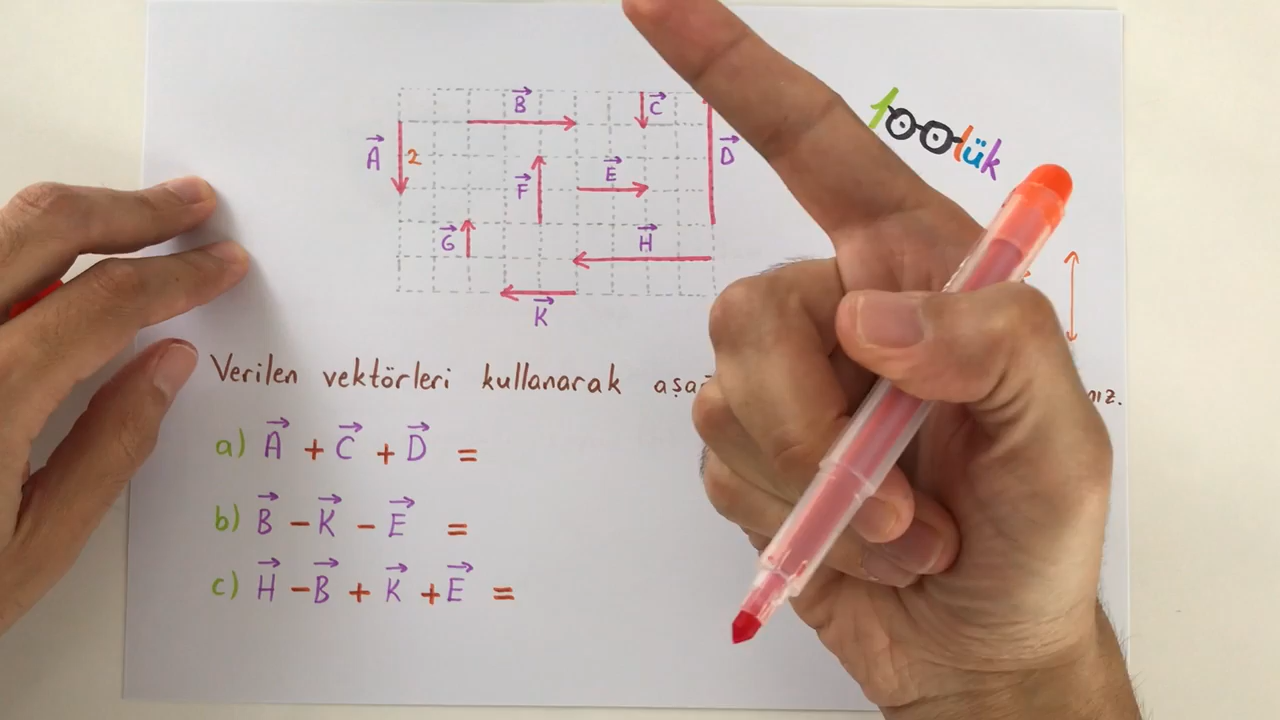 B
C
100lük
A 2
D
E
F
G
H
K
Verilen vektörleri kullanarak
a) A + C + D =
b) B - K - E =
c) H - B + K + E =